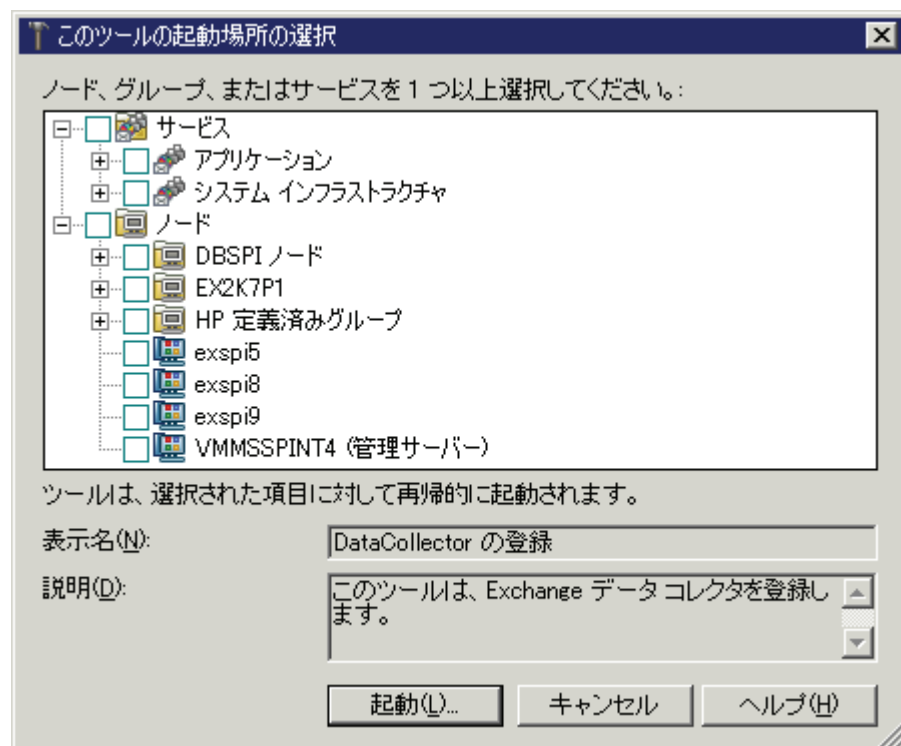 このツールの起動場所の選択
ノード、グループ、またはサービスを1 つ以上選択してください。:
サービス
アプリケーション
システム インフラストラクチャ
ノード
DBSPI ノード
EX2K7P1
HP 定義済みグループ
exspi5
exspi8
exspi9
VMMSSPINT4 (管理サーバー)
ツールは、選択された項目に対して再帰的に起動されます。
表示名(N):
DataCollector の登録
説明(D):
このツールは、Exchange データ コレクタを登録し
ます。
起動(L)... キャンセル ヘルプ(H)